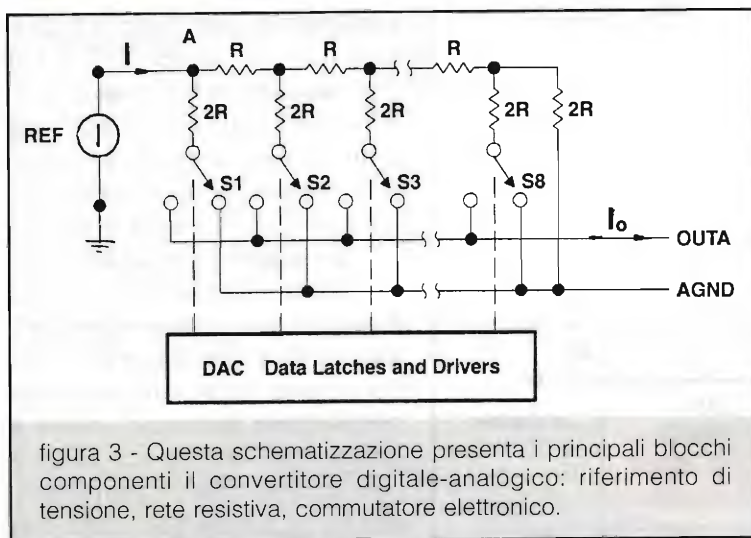 A
I
R
R
R
2R
2R
2R
2R
2R
REF
I
S1
S2
S3
S8
Io
OUTA
AGND
DAC Data Latches and Drivers
figura 3 - Questa schematizzazione presenta i principali blocchi
componenti il convertitore digitale-analogico: riferimento di
tensione, rete resistiva, commutatore elettronico.